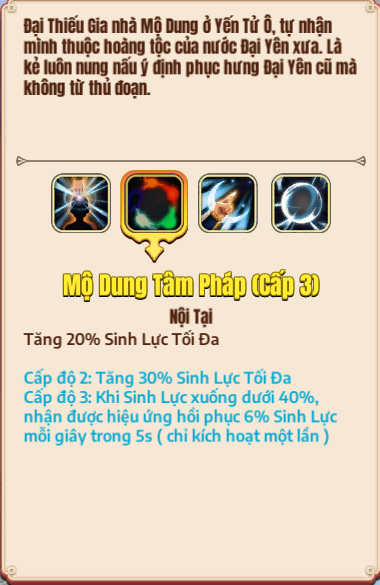 Đại Thiếu Gia nhà Mộ Dung ở Yến Tử Ổ, tự nhận
mình thuộc hoàng tộc của nước Đại Yên xưa. Là
kẻ luôn nung nấu ý định phục hưng Đại Yên cũ mà
không từ thủ đoạn.
Mộ Dung Tâm Pháp (Cấp 3)
Nội Tại
Tăng 20% Sinh Lực Tối Đa
Cấp độ 2: Tăng 30% Sinh Lực Tối Đa
Cấp độ 3: Khi Sinh Lực xuống dưới 40%,
nhận được hiệu ứng hồi phục 6% Sinh Lực
mỗi giây trong 5s ( chỉ kích hoạt một lần )